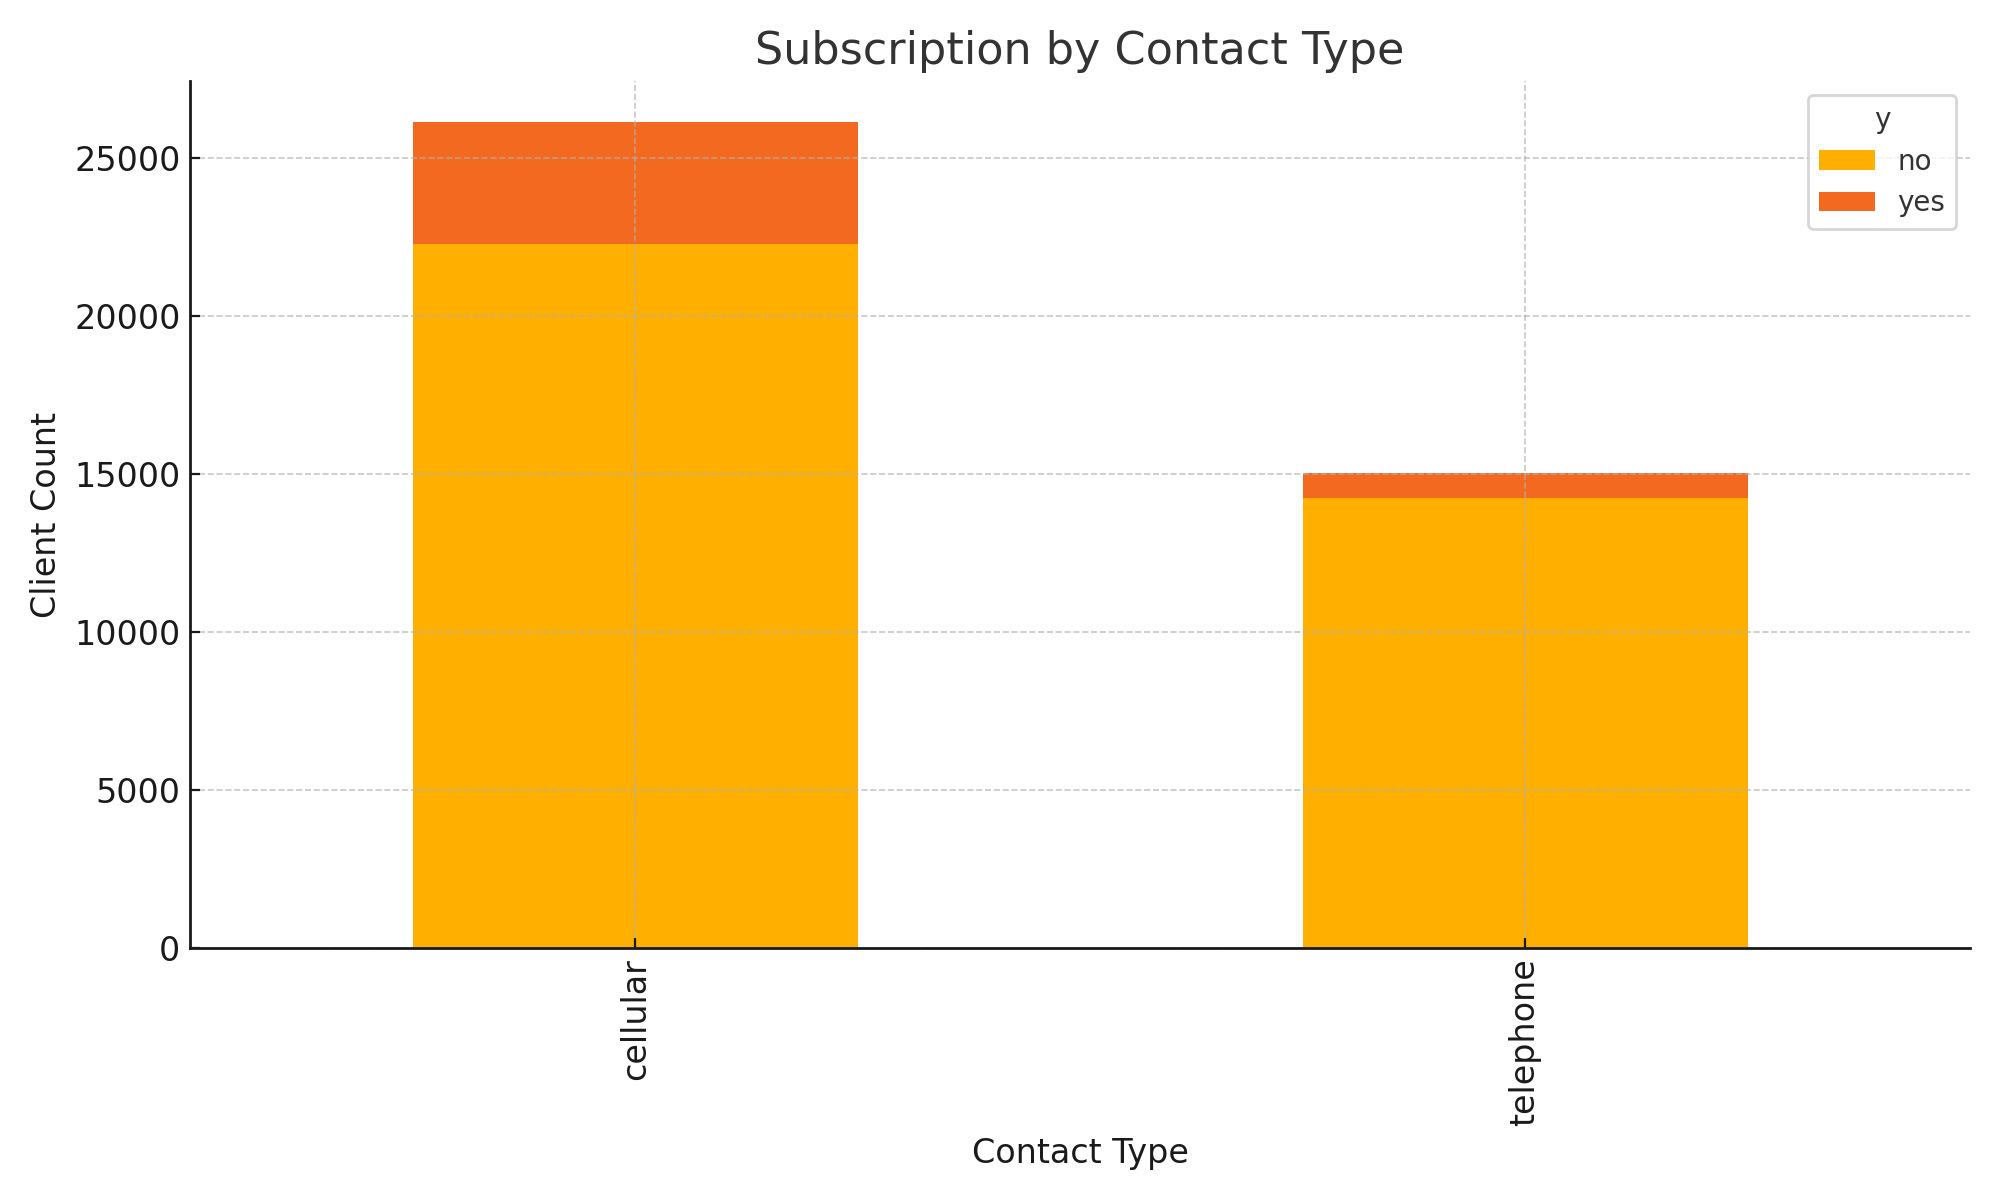 Subscription by Contact Type
y
no
yes
Client Count
25000
20000
15000
10000
5000
0
cellular
telephone
Contact Type